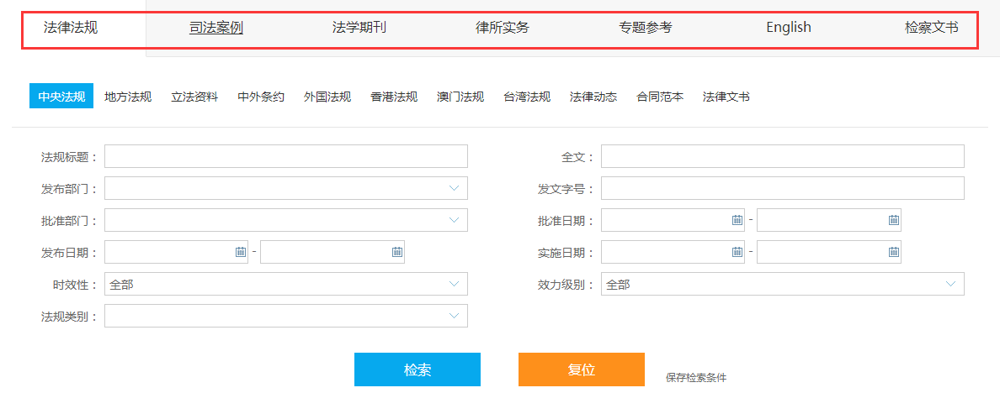 法律法规 司法案例 法学期刊 律所实务 专题参考 English 检察文书
中央法规 地方法规 立法资料 中外条约 外国法规 香港法规 澳门法规 台湾法规 法律动态 合同范本 法律文书
法规标题： 全文：
发布部门： 发文字号：
批准部门： 批准日期： -
发布日期： - 实施日期： -
时效性： 全部 效力级别： 全部
法规类别：
检索 复位 保存检索条件